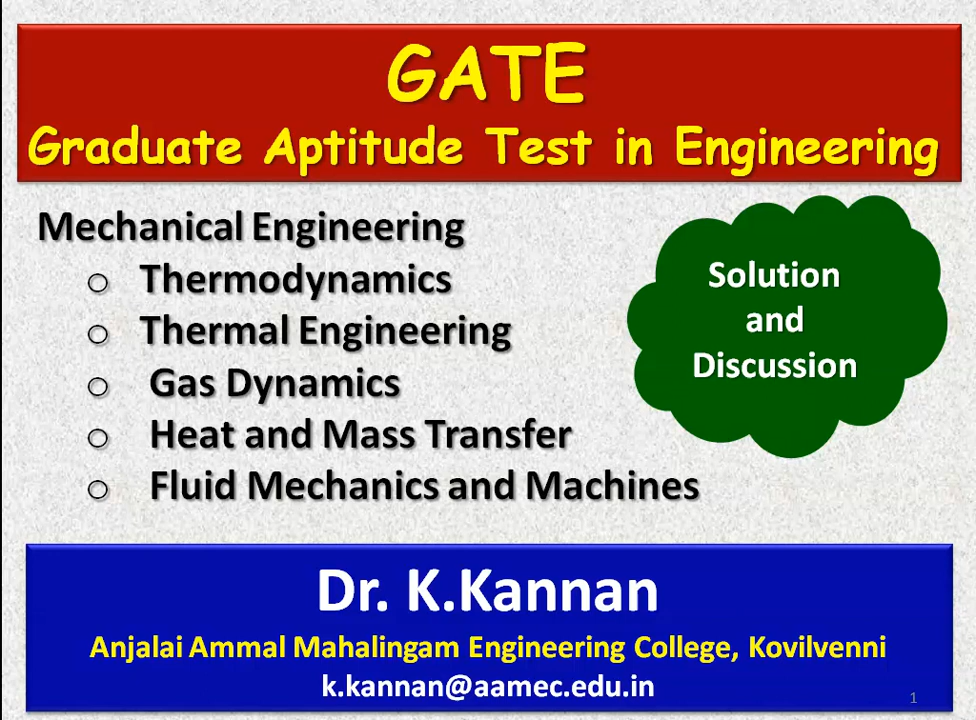 GATE
Graduate Aptitude Test in Engineering
Mechanical Engineering
o Thermodynamics
o Thermal Engineering
o Gas Dynamics
o Heat and Mass Transfer
o Fluid Mechanics and Machines
Solution
and
Discussion
Dr. K.Kannan
Anjalai Ammal Mahalingam Engineering College, Kovilvenni
k.kannan@aamec.edu.in
1